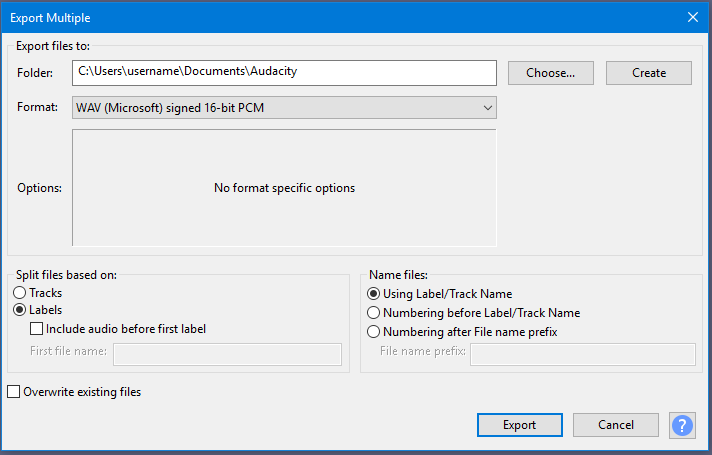 Export Multiple
Export files to:
Folder: C:\Users\username\Documents\Audacity Choose... Create
Format: WAV (Microsoft) signed 16-bit PCM
Options: No format specific options
Split files based on:
Tracks
Labels
Include audio before first label
First file name:
Name files:
Using Label/Track Name
Numbering before Label/Track Name
Numbering after File name prefix
File name prefix:
Overwrite existing files
Export Cancel ?